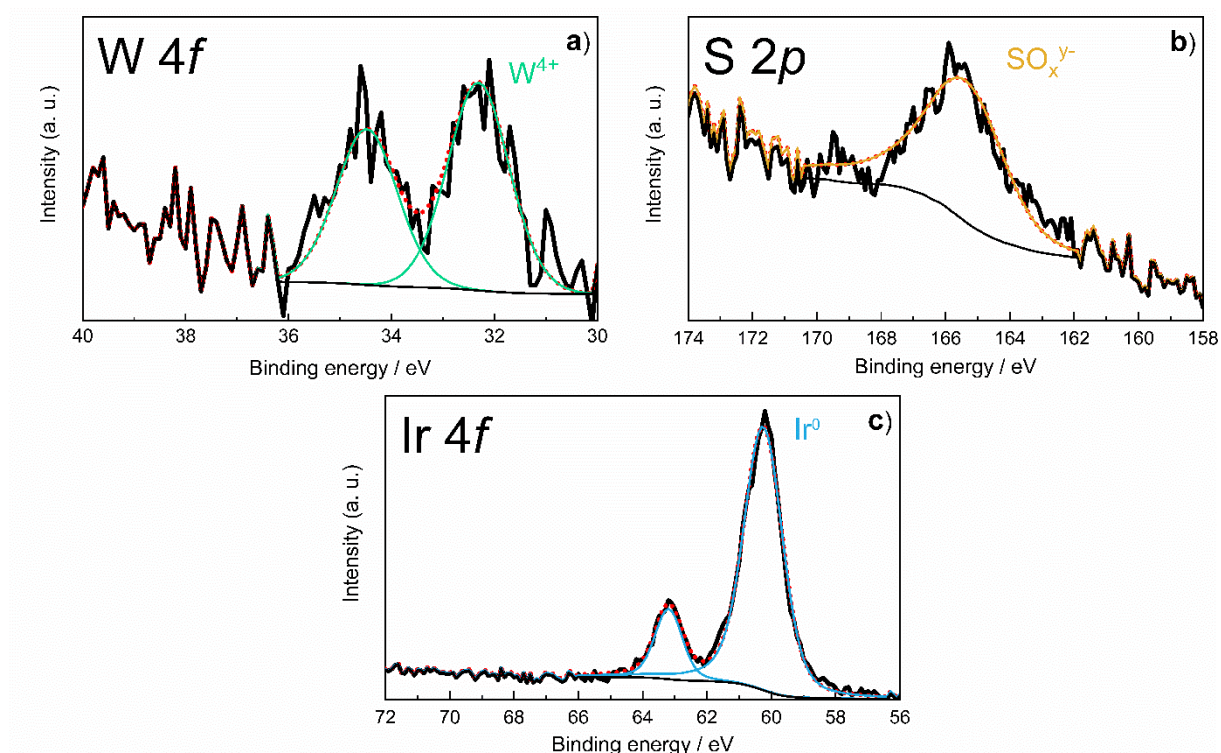 W 4f
a)
W⁴⁺
Intensity (a. u.)
40 38 36 34 32 30
Binding energy / eV
S 2p
b)
SOₓʸ⁻
Intensity (a. u.)
174 172 170 168 166 164 162 160 158
Binding energy / eV
Ir 4f
c)
Ir⁰
Intensity (a. u.)
72 70 68 66 64 62 60 58 56
Binding energy / eV